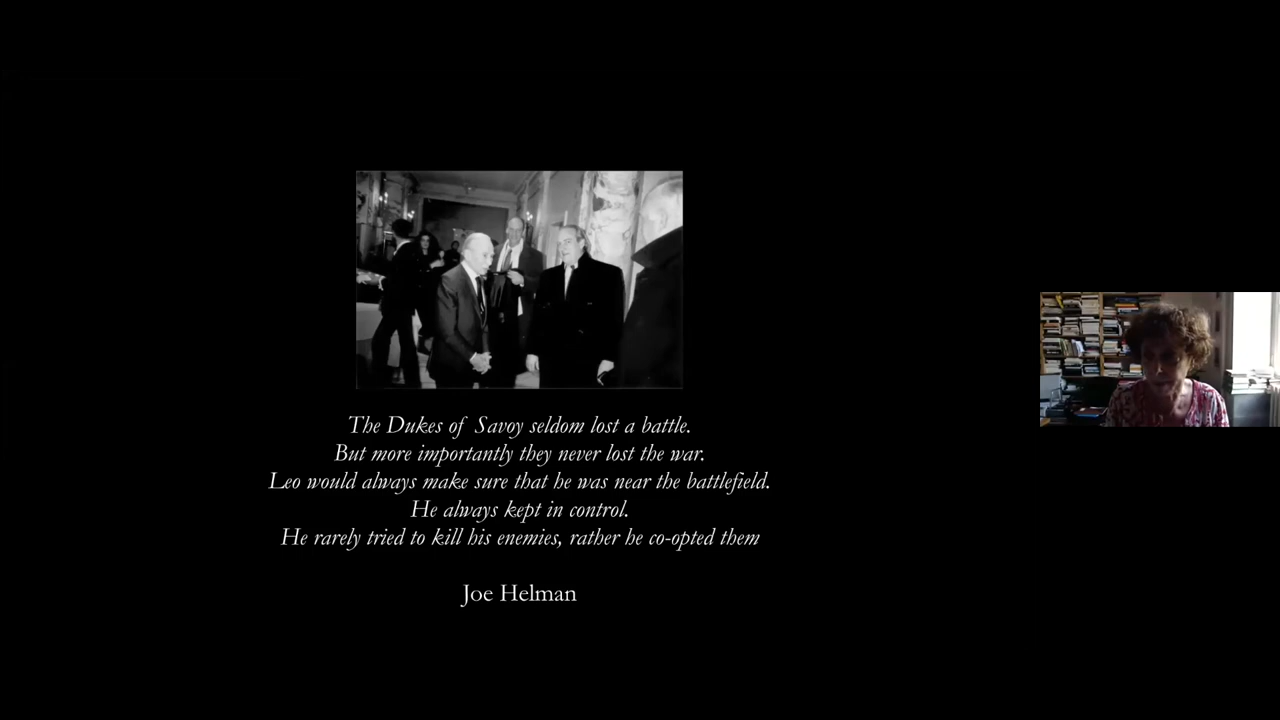 The Dukes of Savoy seldom lost a battle.
But more importantly they never lost the war.
Leo would always make sure that he was near the battlefield.
He always kept in control.
He rarely tried to kill his enemies, rather he co-opted them
Joe Helman